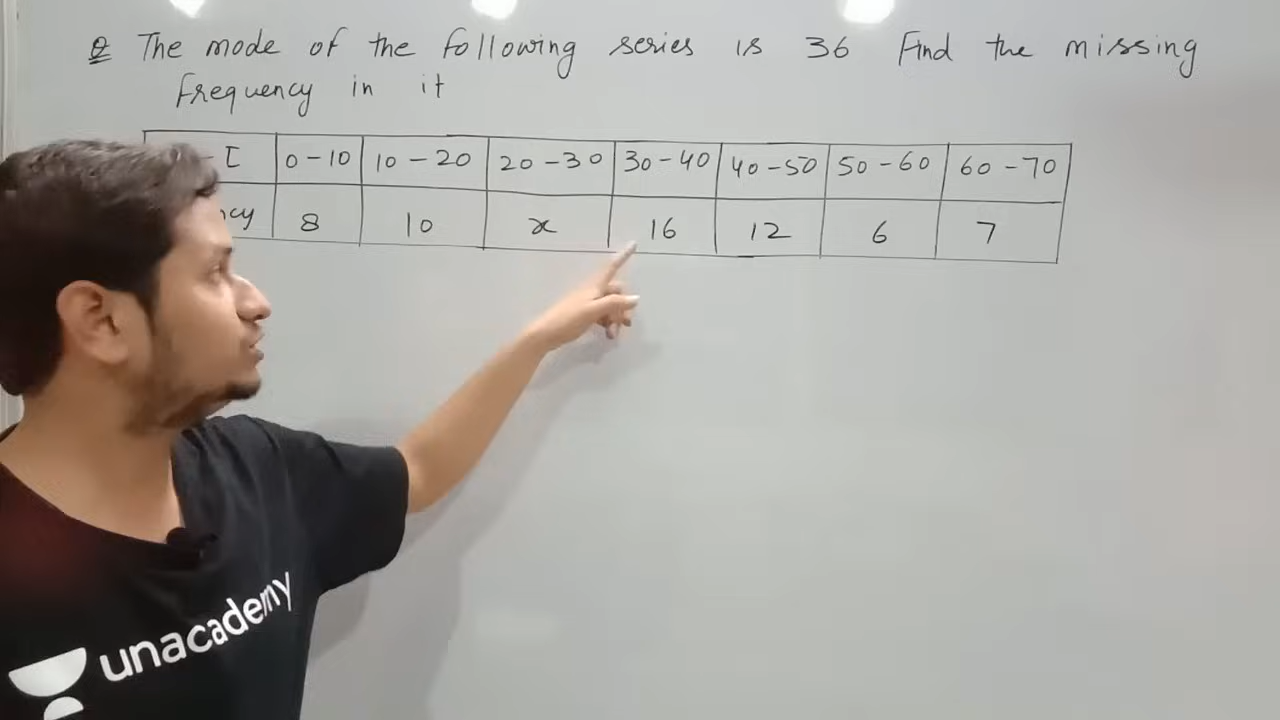 Q The mode of the following series is 36 Find the missing
frequency in it
- I 0-10 10-20 20-30 30-40 40-50 50-60 60-70
8 10 x 16 12 6 7
unacademy